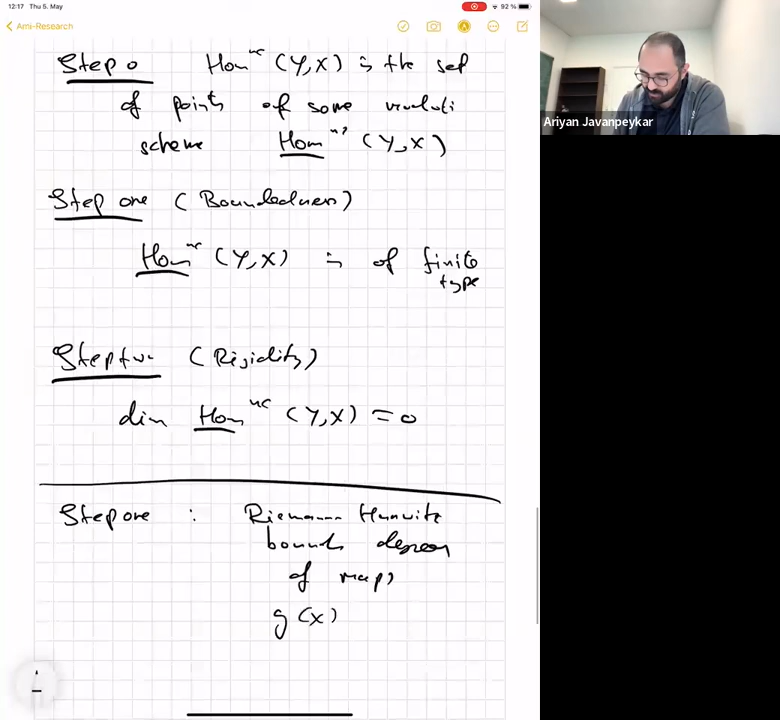 12:17 Thu 5. May
92 %
Ami-Research
Ariyan Javanpeykar
Step 0 Hom^nc (Y,X) is the set
of points of some
scheme Hom^nc (Y,X)
Step one (Boundedness)
Hom^nc (Y,X) is of finite
type
Step two (Rigidity)
dim Hom^nc (Y,X) = 0
Step one : Riemann Hurwitz
bounds degree
of maps
g(X)